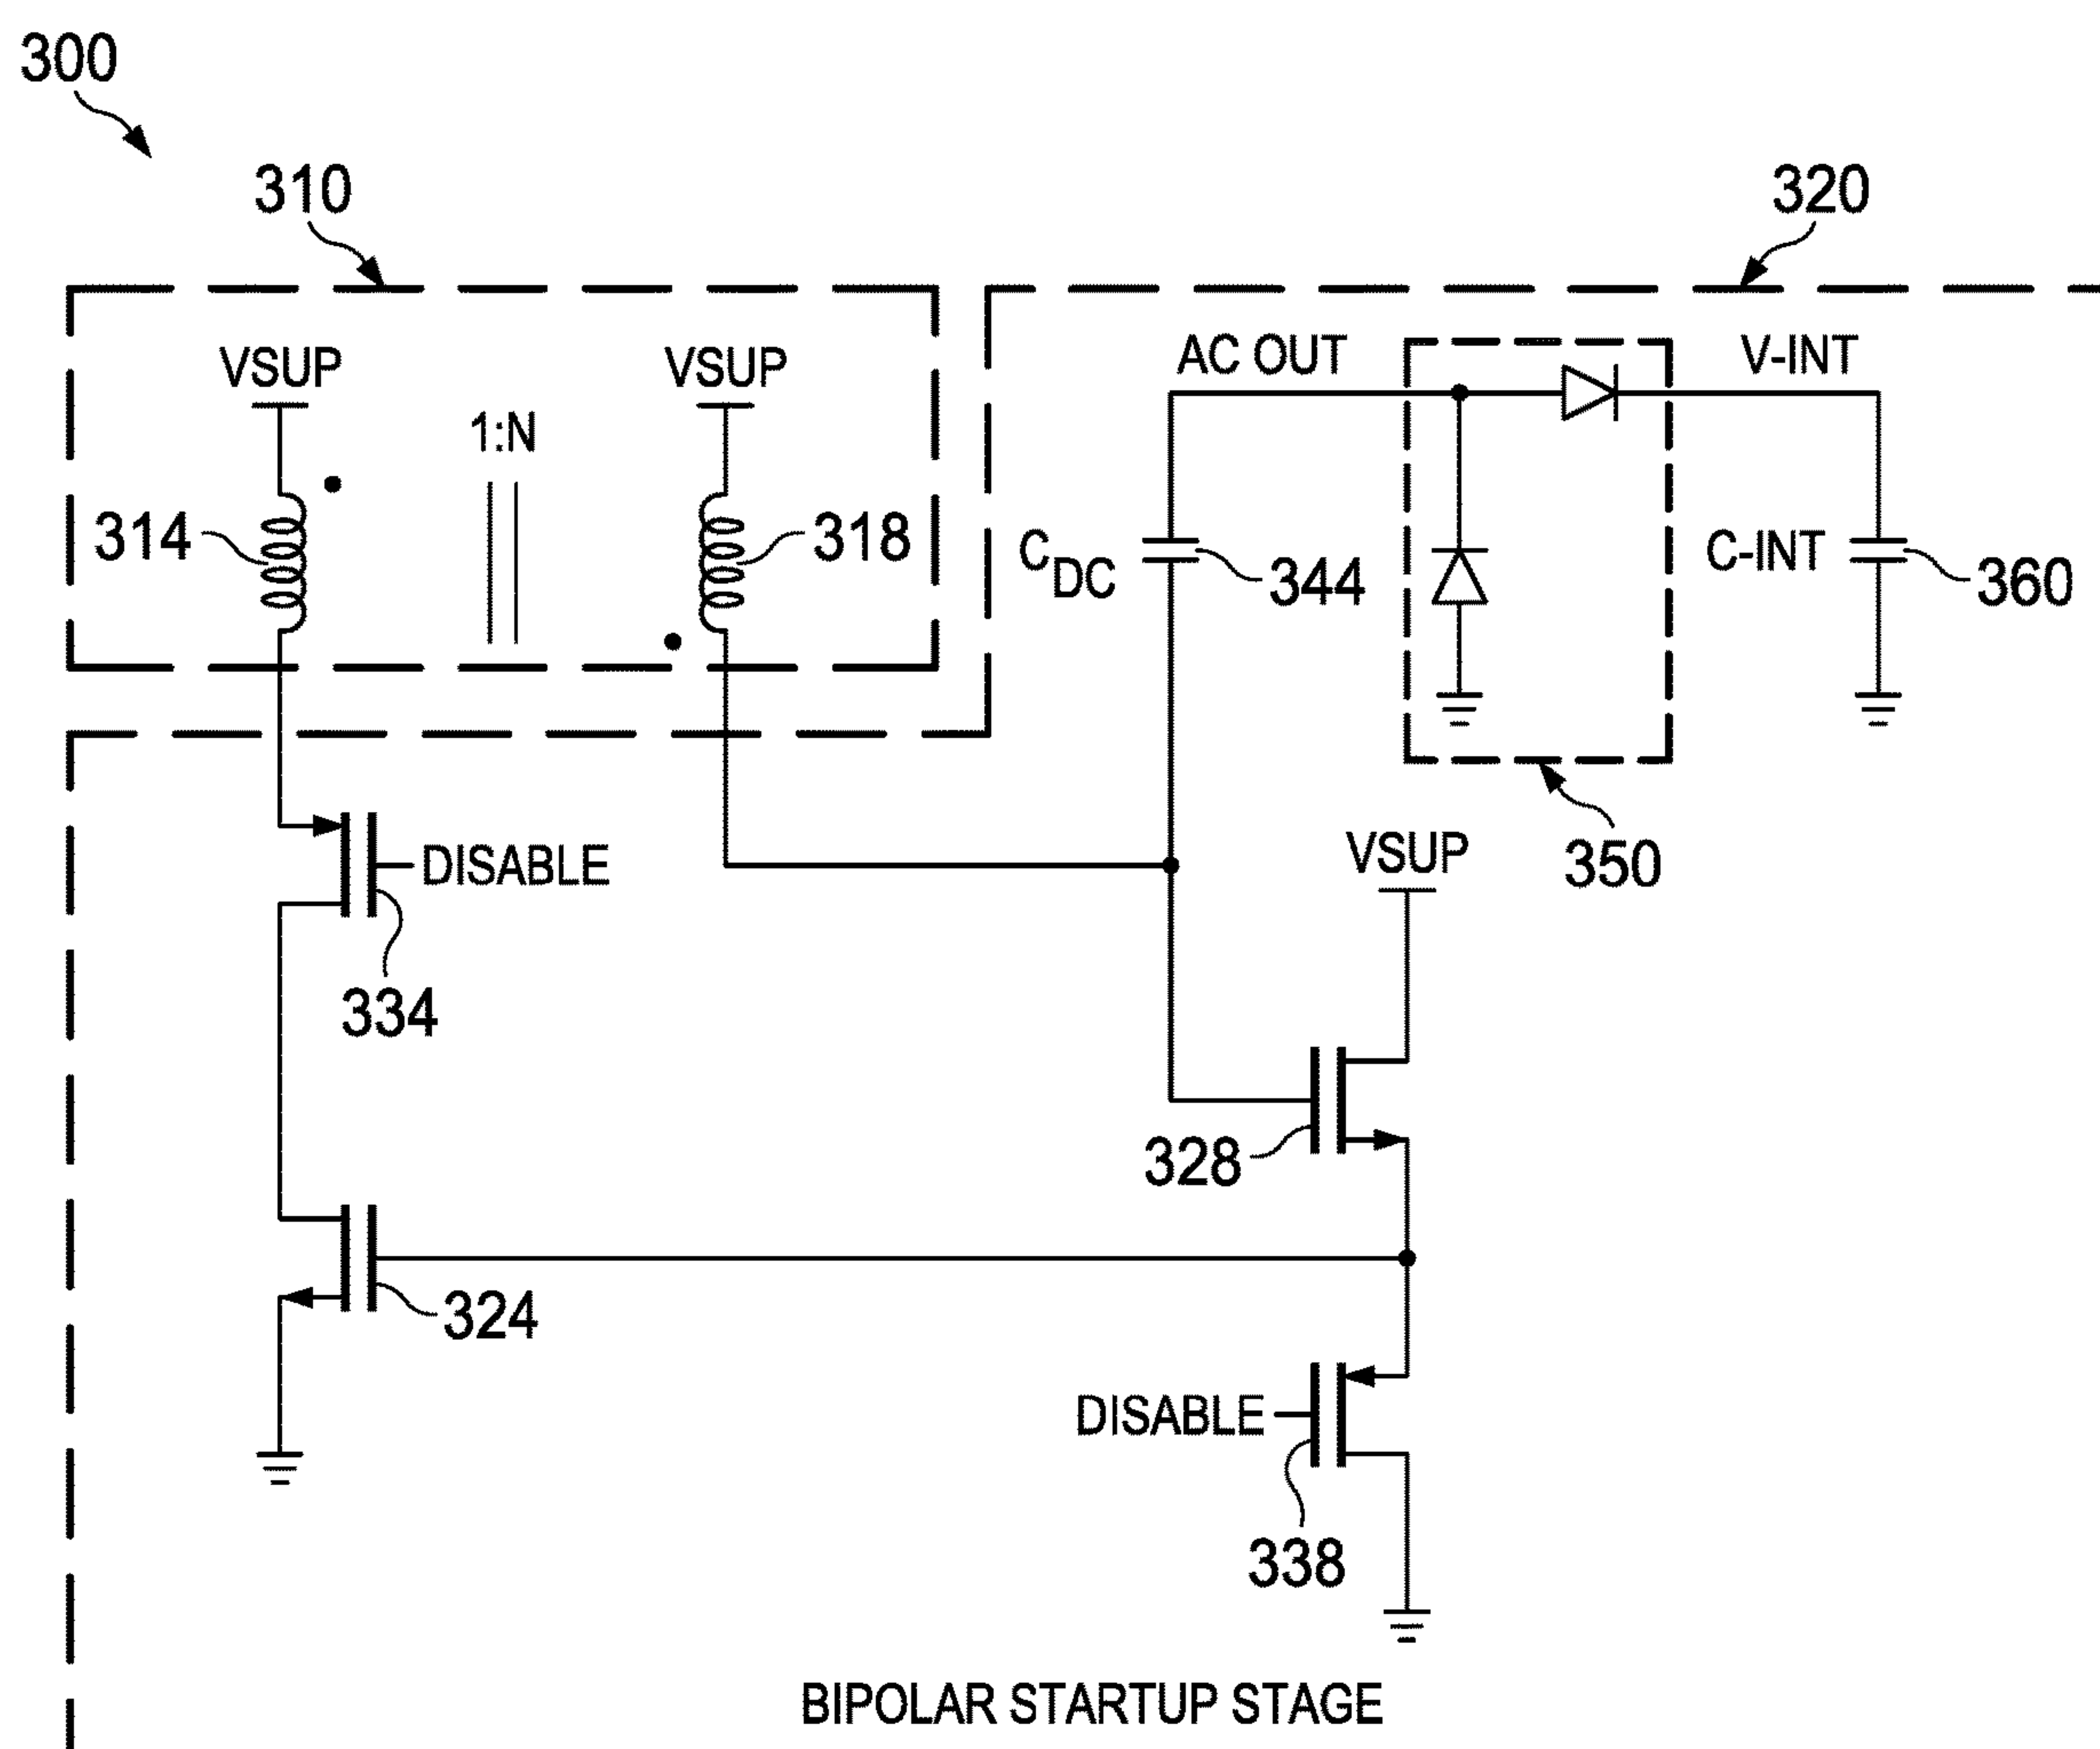 300
310
320
VSUP
VSUP
AC OUT
V-INT
1:N
314
318
CDC
344
C-INT
360
DISABLE
VSUP
350
334
328
324
DISABLE
338
BIPOLAR STARTUP STAGE